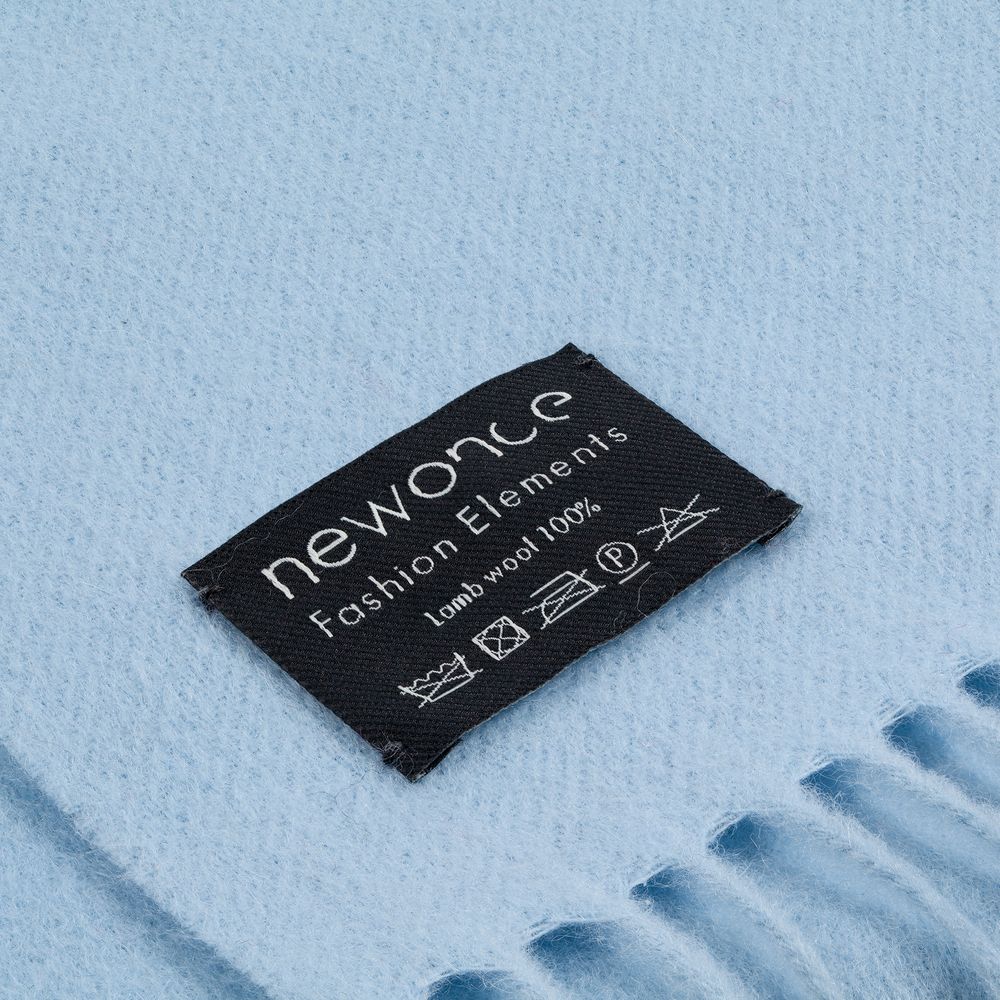 newonce
Fashion Elements
Lamb wool 100%
P